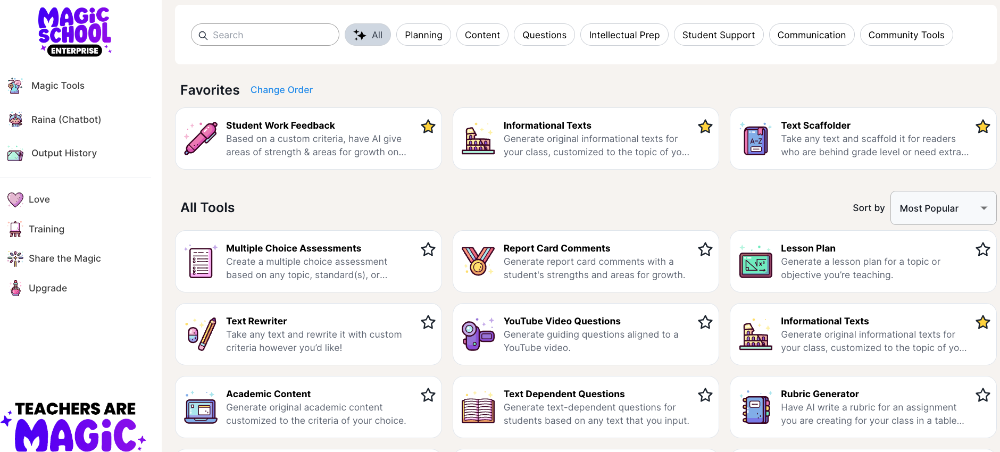 MAGIC
SCHOOL
ENTERPRISE
Magic Tools
Raina (Chatbot)
Output History
Love
Training
Share the Magic
Upgrade
TEACHERS ARE
MAGIC
Search
All
Planning
Content
Questions
Intellectual Prep
Student Support
Communication
Community Tools
Favorites Change Order
Student Work Feedback
Based on a custom criteria, have AI give
areas of strength & areas for growth on...
Informational Texts
Generate original informational texts for
your class, customized to the topic of yo...
Text Scaffolder
Take any text and scaffold it for readers
who are behind grade level or need extra...
A-Z
All Tools
Sort by Most Popular
Multiple Choice Assessments
Create a multiple choice assessment
based on any topic, standard(s), or...
Report Card Comments
Generate report card comments with a
student's strengths and areas for growth.
Lesson Plan
Generate a lesson plan for a topic or
objective you’re teaching.
√x²
Text Rewriter
Take any text and rewrite it with custom
criteria however you’d like!
YouTube Video Questions
Generate guiding questions aligned to a
YouTube video.
Informational Texts
Generate original informational texts for
your class, customized to the topic of yo...
Academic Content
Generate original academic content
customized to the criteria of your choice.
Text Dependent Questions
Generate text-dependent questions for
students based on any text that you input.
Rubric Generator
Have AI write a rubric for an assignment
you are creating for your class in a table...